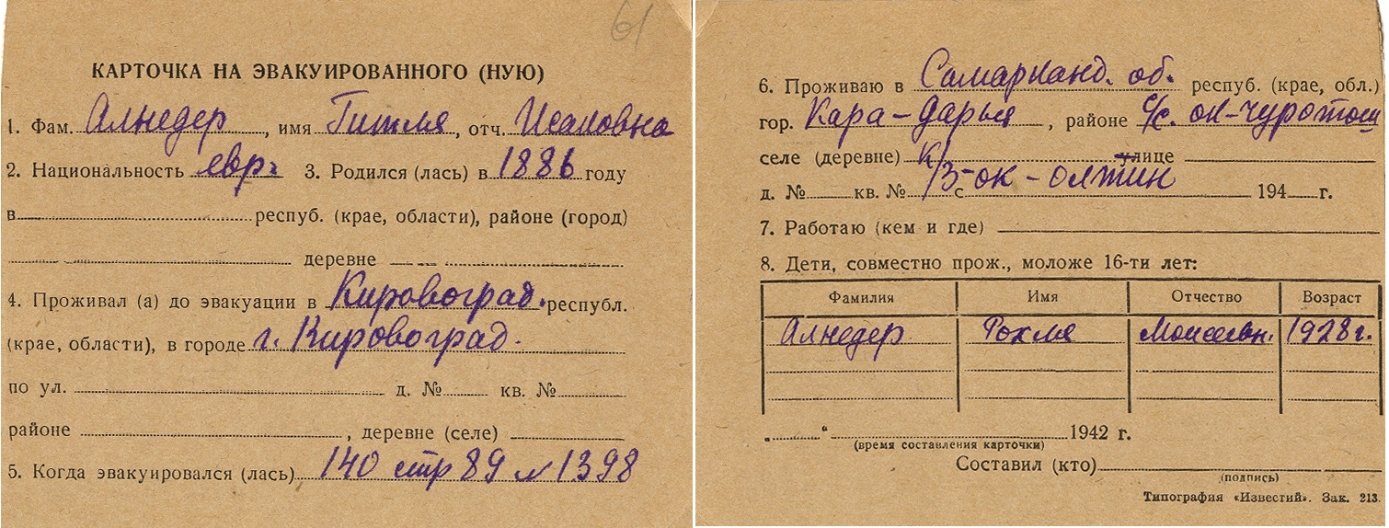 61
КАРТОЧКА НА ЭВАКУИРОВАННОГО (НУЮ)
1. Фам. Алнедер, имя Гитля, отч. Исаковна
2. Национальность евр. 3. Родился (лась) в 1886 году
в респуб. (крае, области), районе (город)
деревне
4. Проживал (а) до эвакуации в Кировоград. республ.
(крае, области), в городе г. Кировоград.
по ул. д. № кв. №
районе , деревне (селе)
5. Когда эвакуировался (лась) 140 стр 89 № 1398
6. Проживаю в Самарканд. об. респуб. (крае, обл.)
гор. Кара-Дарья, районе с/с. ок-чуроташ
селе (деревне) к/ улице
д. № кв. № з-ок-олтин с 194 г.
7. Работаю (кем и где)
8. Дети, совместно прож., моложе 16-ти лет:
Фамилия Имя Отчество Возраст
Алнедер Рохля Моисеевн. 1928 г.
„ “ 1942 г.
(время составления карточки)
Составил (кто)
(подпись)
Типография «Известий». Зак. 213.